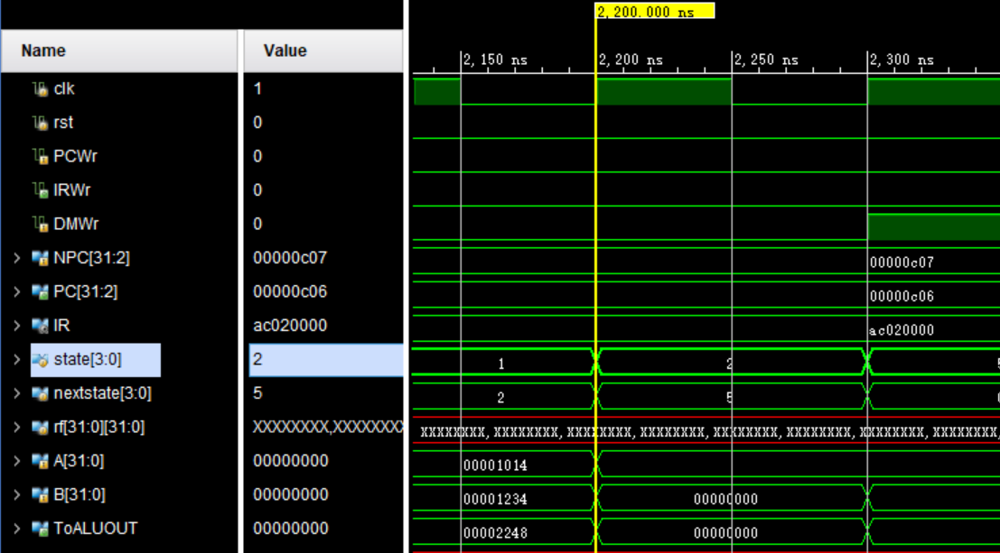 2,200.000 ns
Name Value
2,150 ns 2,200 ns 2,250 ns 2,300 ns
clk 1
rst 0
PCWr 0
IRWr 0
DMWr 0
NPC[31:2] 00000c07 00000c07
PC[31:2] 00000c06 00000c06
IR ac020000 ac020000
state[3:0] 2 1 2
nextstate[3:0] 5 2 5
rf[31:0][31:0] XXXXXXXX,XXXXXXXX XXXXXXXX,XXXXXXXX,XXXXXXXX,XXXXXXXX,XXXXXXXX,XXXXXXXX,XXXXXXXX,XXXXXXXX,
A[31:0] 00000000 00001014
B[31:0] 00000000 00001234 00000000
ToALUOUT 00000000 00002248 00000000